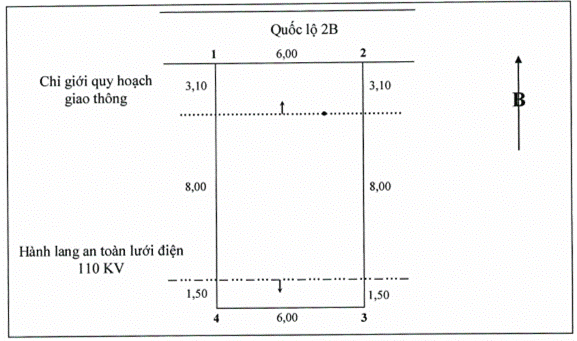 Quốc lộ 2B
1 6,00 2
Chỉ giới quy hoạch
giao thông
3,10 3,10
B
8,00 8,00
Hành lang an toàn lưới điện
110 KV
1,50 1,50
4 6,00 3